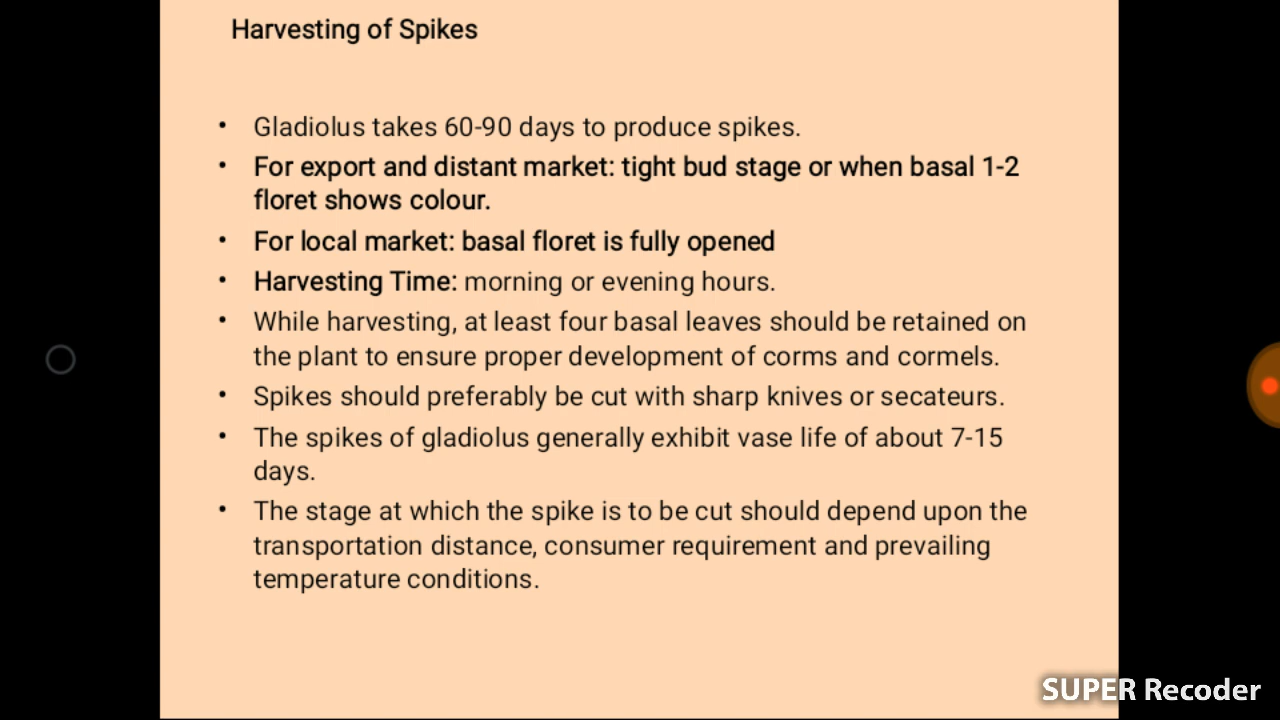 Harvesting of Spikes
• Gladiolus takes 60-90 days to produce spikes.
• For export and distant market: tight bud stage or when basal 1-2
floret shows colour.
• For local market: basal floret is fully opened
• Harvesting Time: morning or evening hours.
• While harvesting, at least four basal leaves should be retained on
the plant to ensure proper development of corms and cormels.
• Spikes should preferably be cut with sharp knives or secateurs.
• The spikes of gladiolus generally exhibit vase life of about 7-15
days.
• The stage at which the spike is to be cut should depend upon the
transportation distance, consumer requirement and prevailing
temperature conditions.
SUPER Recoder